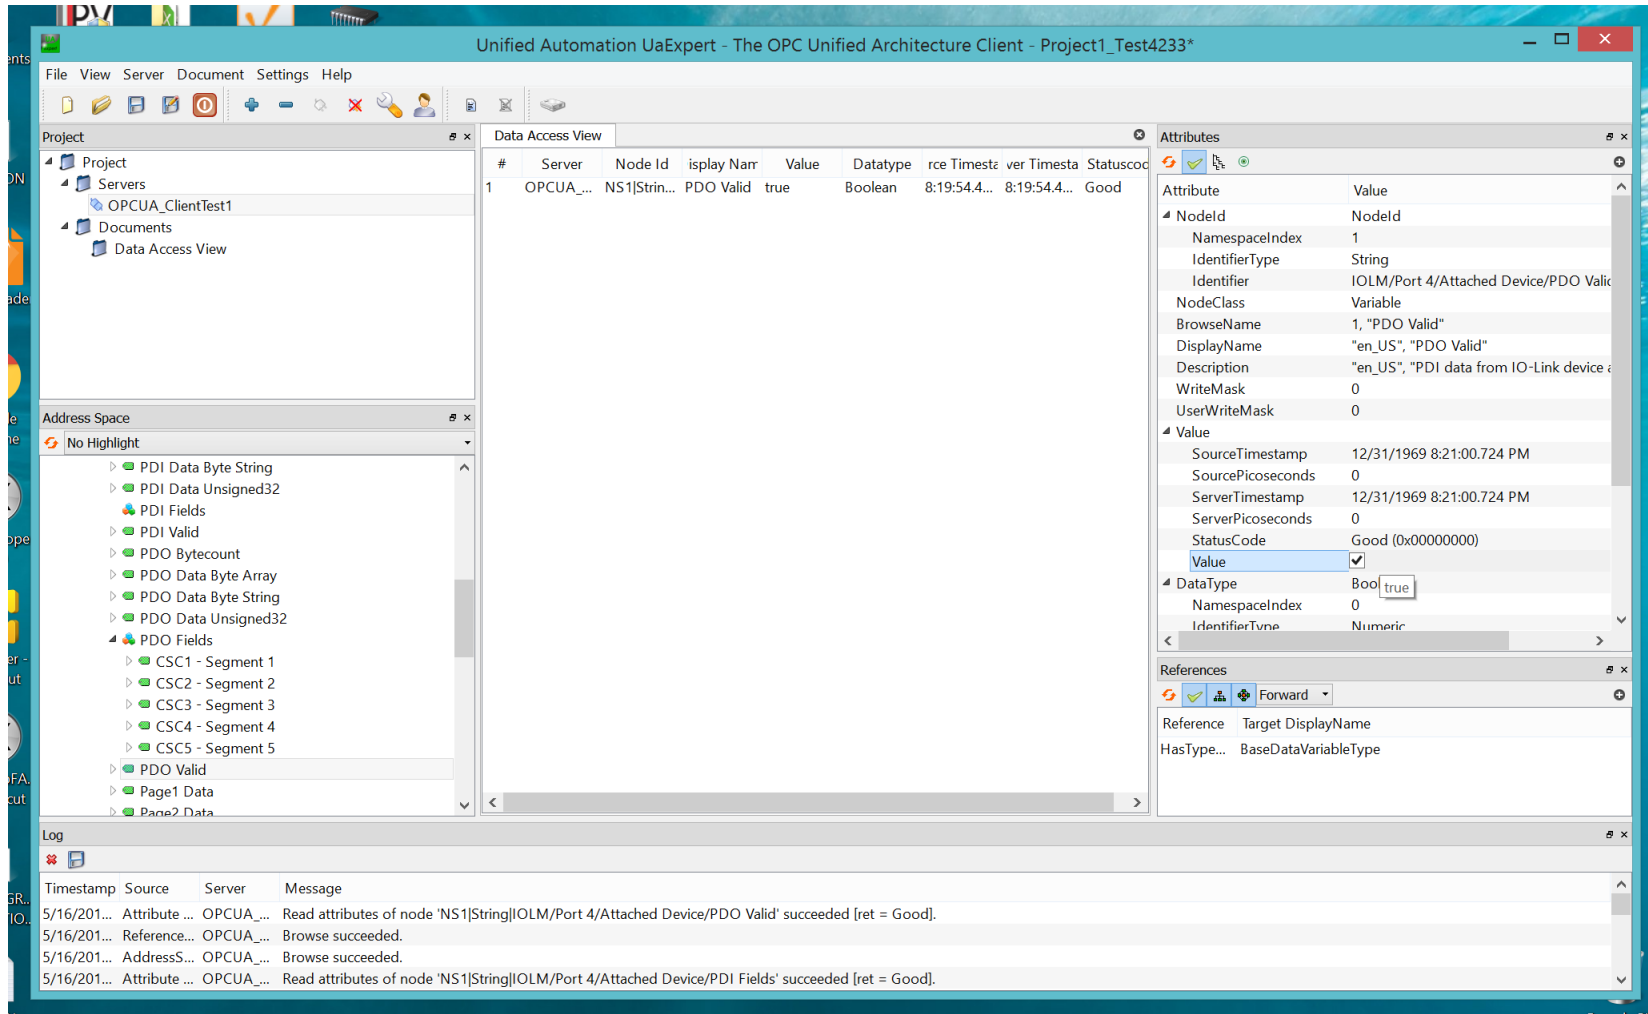 Unified Automation UaExpert - The OPC Unified Architecture Client - Project1_Test4233*
File View Server Document Settings Help
Project
Project
Servers
OPCUA_ClientTest1
Documents
Data Access View
Address Space
No Highlight
PDI Data Byte String
PDI Data Unsigned32
PDI Fields
PDI Valid
PDO Bytecount
PDO Data Byte Array
PDO Data Byte String
PDO Data Unsigned32
PDO Fields
CSC1 - Segment 1
CSC2 - Segment 2
CSC3 - Segment 3
CSC4 - Segment 4
CSC5 - Segment 5
PDO Valid
Page1 Data
Page2 Data
Data Access View
# Server Node Id isplay Nam Value Datatype rce Timesta ver Timesta Statuscod
1 OPCUA_... NS1|Strin... PDO Valid true Boolean 8:19:54.4... 8:19:54.4... Good
Attributes
Attribute Value
NodeId NodeId
NamespaceIndex 1
IdentifierType String
Identifier IOLM/Port 4/Attached Device/PDO Valid
NodeClass Variable
BrowseName 1, "PDO Valid"
DisplayName "en_US", "PDO Valid"
Description "en_US", "PDI data from IO-Link device a
WriteMask 0
UserWriteMask 0
Value
SourceTimestamp 12/31/1969 8:21:00.724 PM
SourcePicoseconds 0
ServerTimestamp 12/31/1969 8:21:00.724 PM
ServerPicoseconds 0
StatusCode Good (0x00000000)
Value
DataType Bool
true
NamespaceIndex 0
IdentifierType Numeric
References
Forward
Reference Target DisplayName
HasType... BaseDataVariableType
Log
Timestamp Source Server Message
5/16/201... Attribute ... OPCUA_... Read attributes of node 'NS1|String|IOLM/Port 4/Attached Device/PDO Valid' succeeded [ret = Good].
5/16/201... Reference... OPCUA_... Browse succeeded.
5/16/201... AddressS... OPCUA_... Browse succeeded.
5/16/201... Attribute ... OPCUA_... Read attributes of node 'NS1|String|IOLM/Port 4/Attached Device/PDI Fields' succeeded [ret = Good].